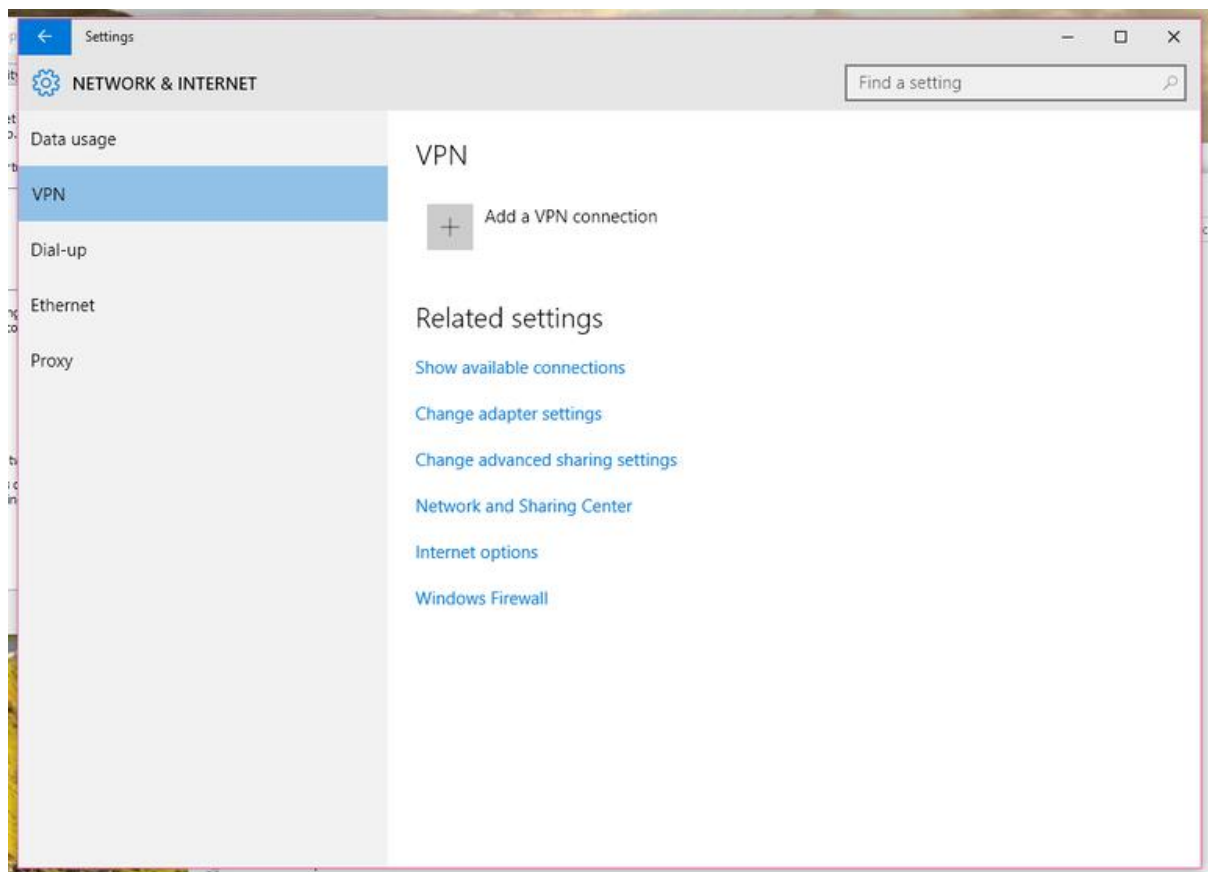 Settings
NETWORK & INTERNET
Find a setting
Data usage
VPN
Dial-up
Ethernet
Proxy
VPN
Add a VPN connection
Related settings
Show available connections
Change adapter settings
Change advanced sharing settings
Network and Sharing Center
Internet options
Windows Firewall